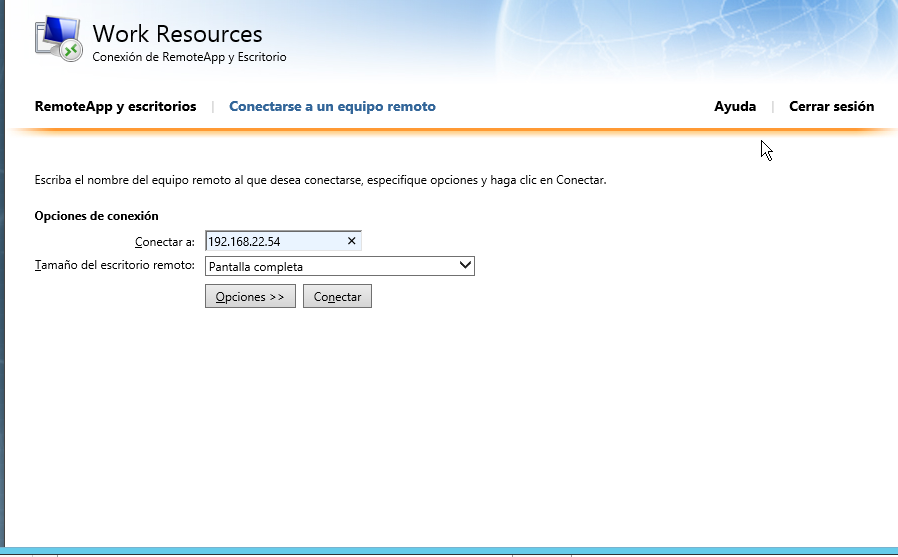 Work Resources
Conexión de RemoteApp y Escritorio
RemoteApp y escritorios | Conectarse a un equipo remoto Ayuda | Cerrar sesión
Escriba el nombre del equipo remoto al que desea conectarse, especifique opciones y haga clic en Conectar.
Opciones de conexión
Conectar a: 192.168.22.54
Tamaño del escritorio remoto: Pantalla completa
Opciones >> Conectar